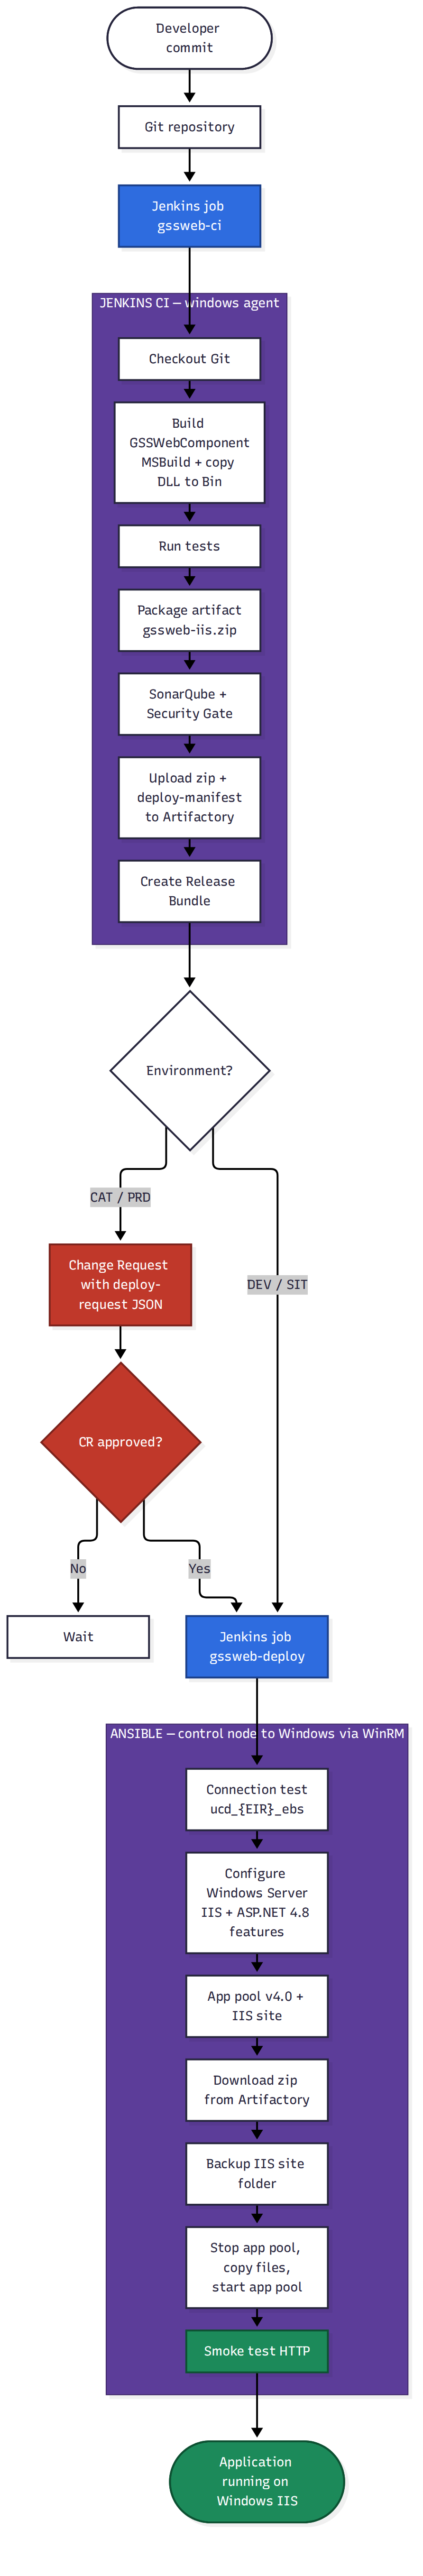 Developer
commit
Git repository
Jenkins job
gssweb-ci
JENKINS CI — windows agent
Checkout Git
Build
GSSWebComponent
MSBuild + copy
DLL to Bin
Run tests
Package artifact
gssweb-iis.zip
SonarQube +
Security Gate
Upload zip +
deploy-manifest
to Artifactory
Create Release
Bundle
Environment?
CAT / PRD
Change Request
with deploy-
request JSON
DEV / SIT
CR approved?
No
Yes
Wait
Jenkins job
gssweb-deploy
ANSIBLE — control node to Windows via WinRM
Connection test
ucd_{EIR}_ebs
Configure
Windows Server
IIS + ASP.NET 4.8
features
App pool v4.0 +
IIS site
Download zip
from Artifactory
Backup IIS site
folder
Stop app pool,
copy files,
start app pool
Smoke test HTTP
Application
running on
Windows IIS